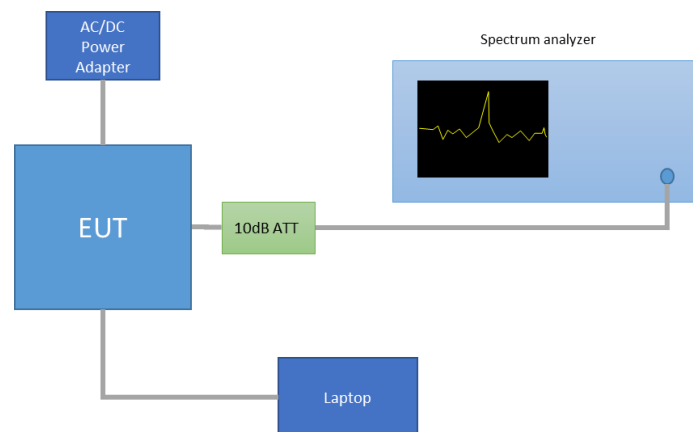 AC/DC
Power
Adapter
Spectrum analyzer
EUT
10dB ATT
Laptop